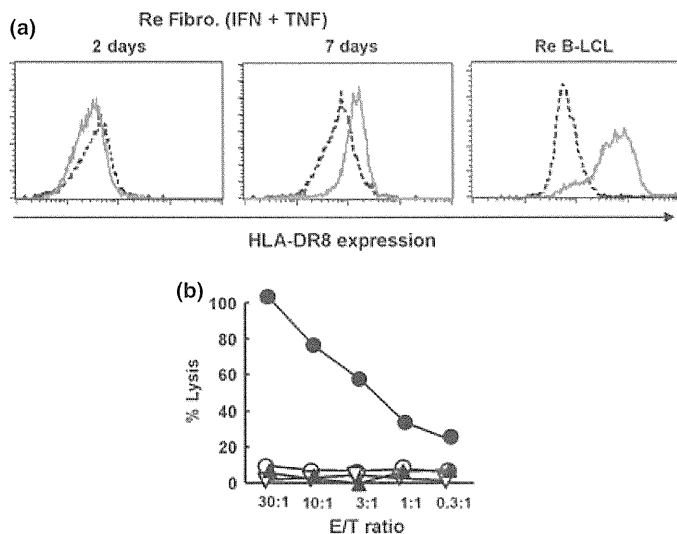 (a)
Re Fibro. (IFN + TNF)
2 days
7 days
Re B-LCL
HLA-DR8 expression
(b)
100
80
60
40
20
0
% Lysis
30:1 10:1 3:1 1:1 0.3:1
E/T ratio